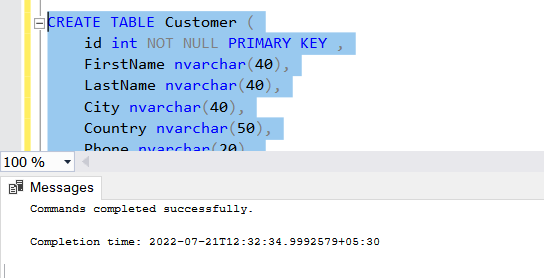 CREATE TABLE Customer (
id int NOT NULL PRIMARY KEY ,
FirstName nvarchar(40),
LastName nvarchar(40),
City nvarchar(40),
Country nvarchar(50),
Phone nvarchar(20)
100 %
Messages
Commands completed successfully.
Completion time: 2022-07-21T12:32:34.9992579+05:30